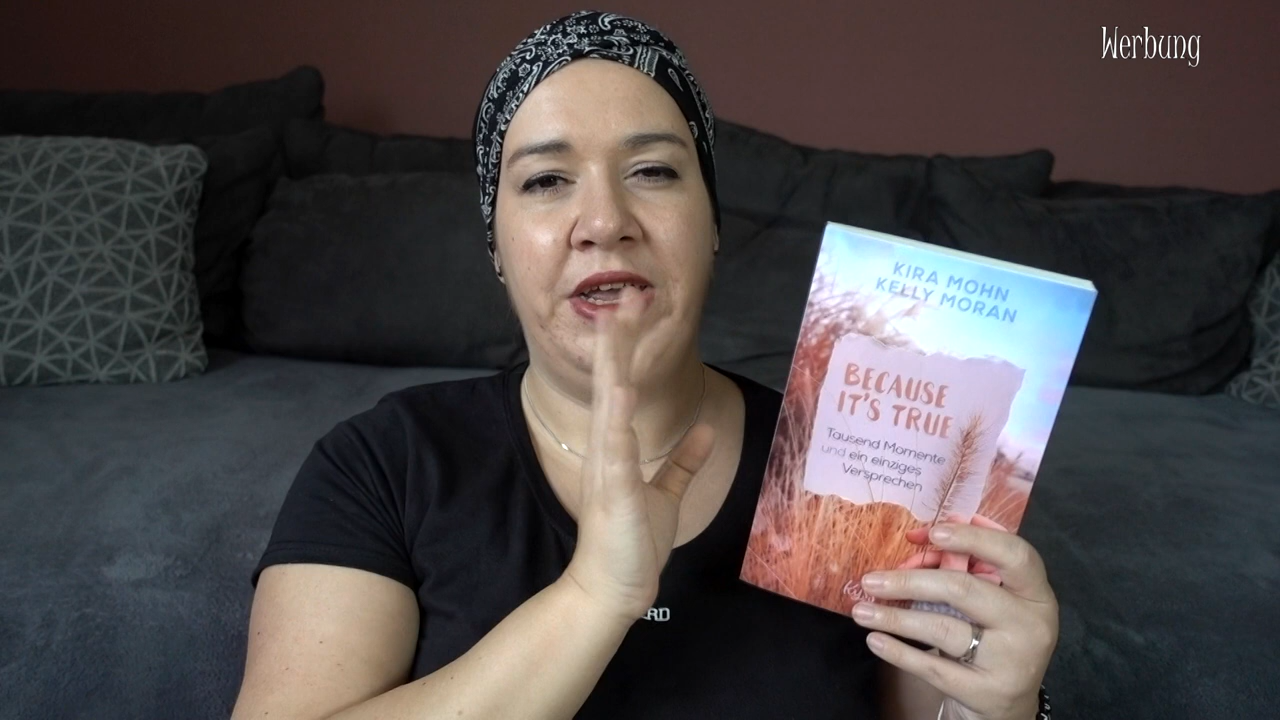 Werbung
KIRA MOHN
KELLY MORAN
BECAUSE
IT'S TRUE
Tausend Momente
und ein einziges
Versprechen